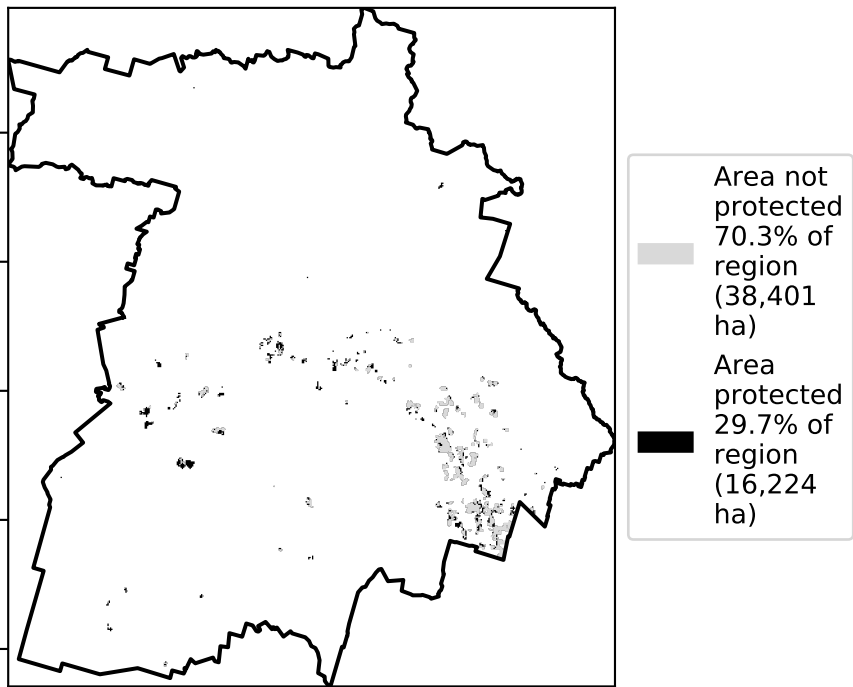 Area not
protected
70.3% of
region
(38,401
ha)
Area
protected
29.7% of
region
(16,224
ha)